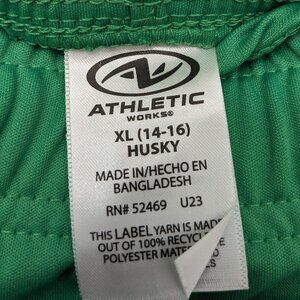 ATHLETIC
WORKS®
XL (14-16)
HUSKY
MADE IN/HECHO EN
BANGLADESH
RN# 52469 U23
THIS LABEL YARN IS MADE
OUT OF 100% RECYCLE
POLYESTER MATERI